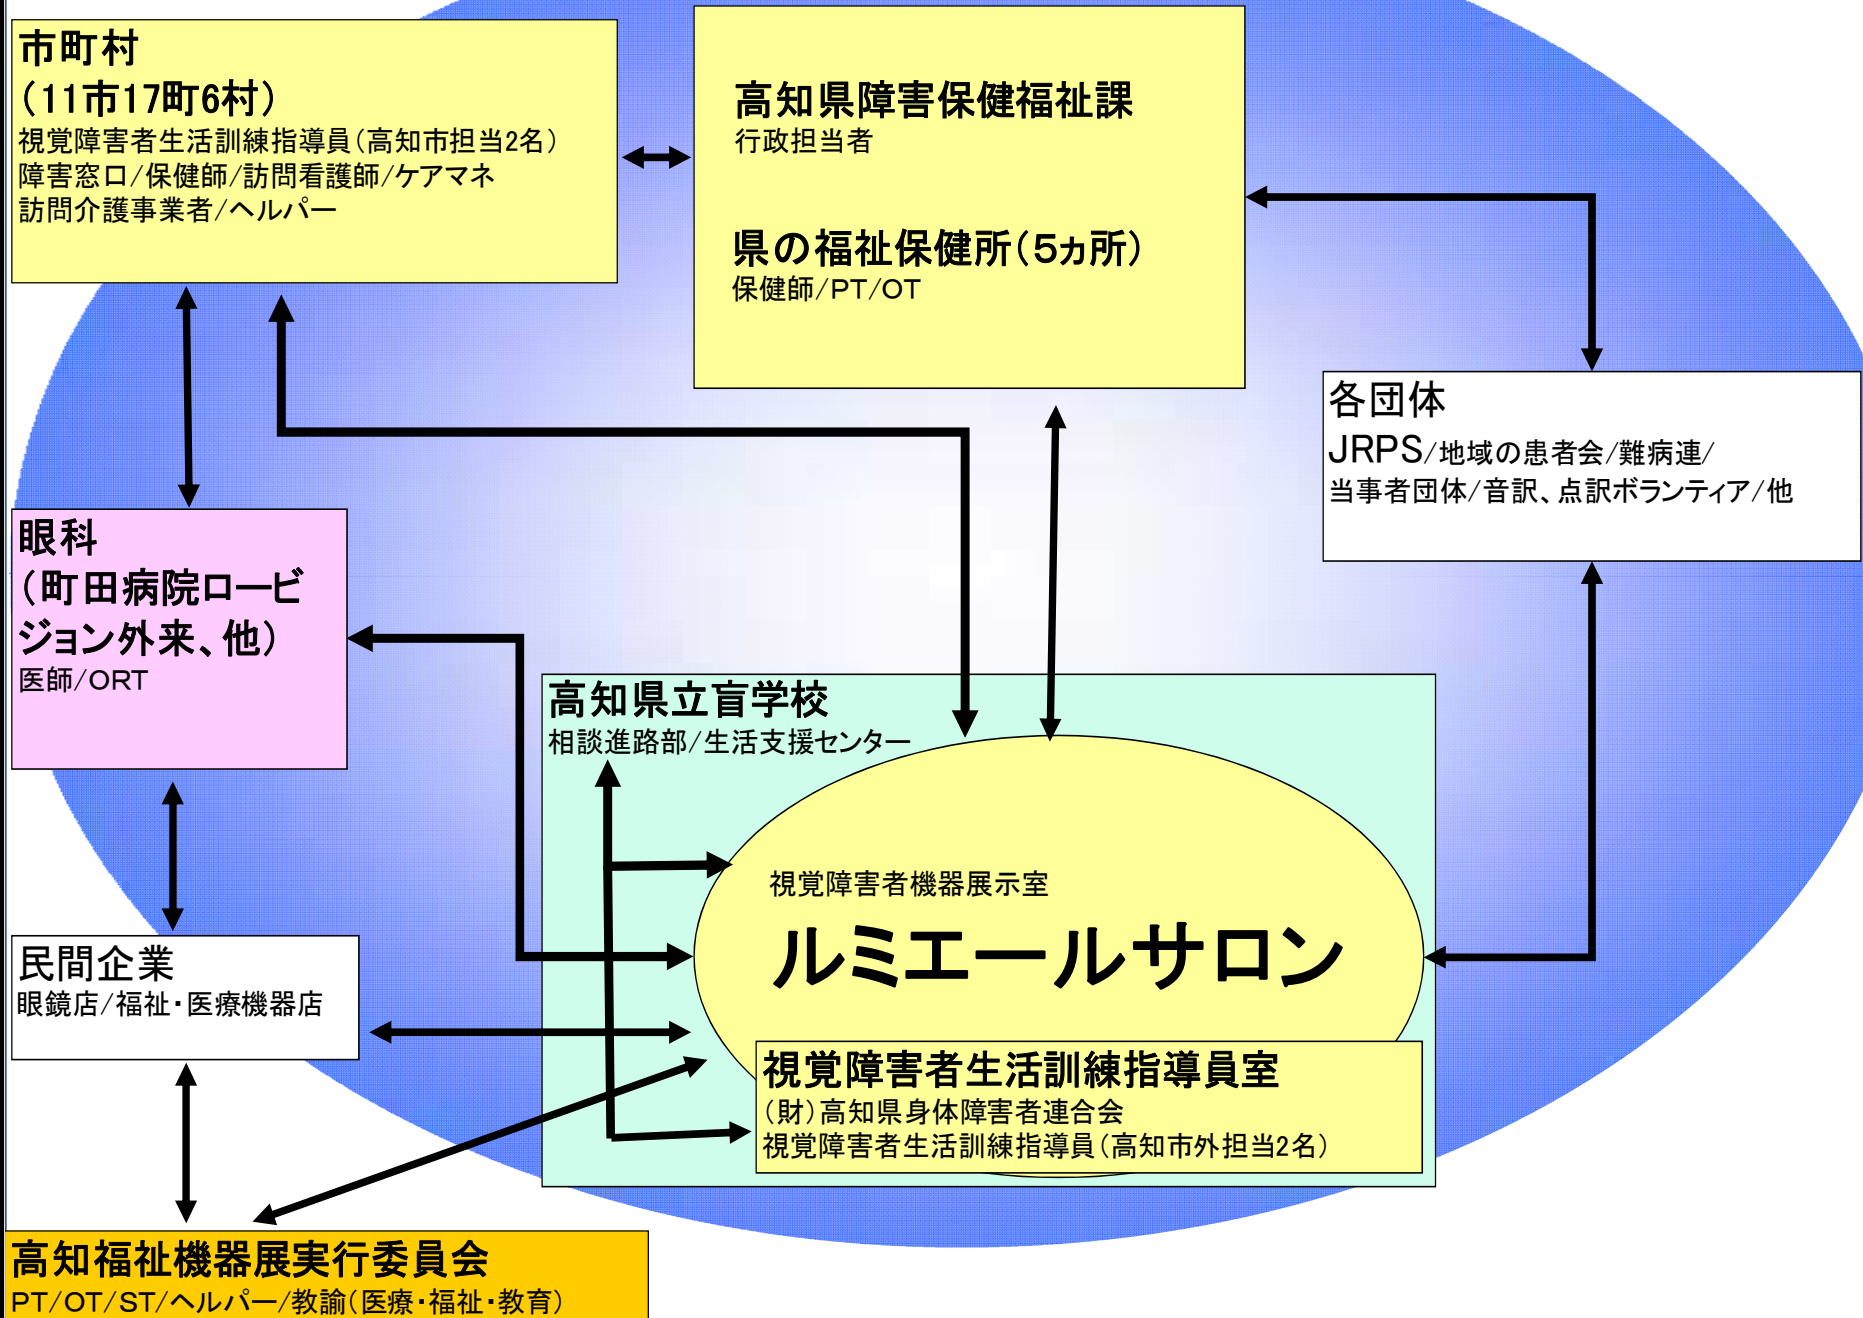 市町村
(11市17町6村)
視覚障害者生活訓練指導員(高知市担当2名)
障害窓口/保健師/訪問看護師/ケアマネ
訪問介護事業者/ヘルパー
高知県障害保健福祉課
行政担当者
県の福祉保健所(5ヵ所)
保健師/PT/OT
各団体
JRPS/地域の患者会/難病連/
当事者団体/音訳、点訳ボランティア/他
眼科
(町田病院ロービ
ジョン外来、他)
医師/ORT
高知県立盲学校
相談進路部/生活支援センター
視覚障害者機器展示室
ルミエールサロン
民間企業
眼鏡店/福祉・医療機器店
視覚障害者生活訓練指導員室
(財)高知県身体障害者連合会
視覚障害者生活訓練指導員(高知市外担当2名)
高知福祉機器展実行委員会
PT/OT/ST/ヘルパー/教諭(医療・福祉・教育)